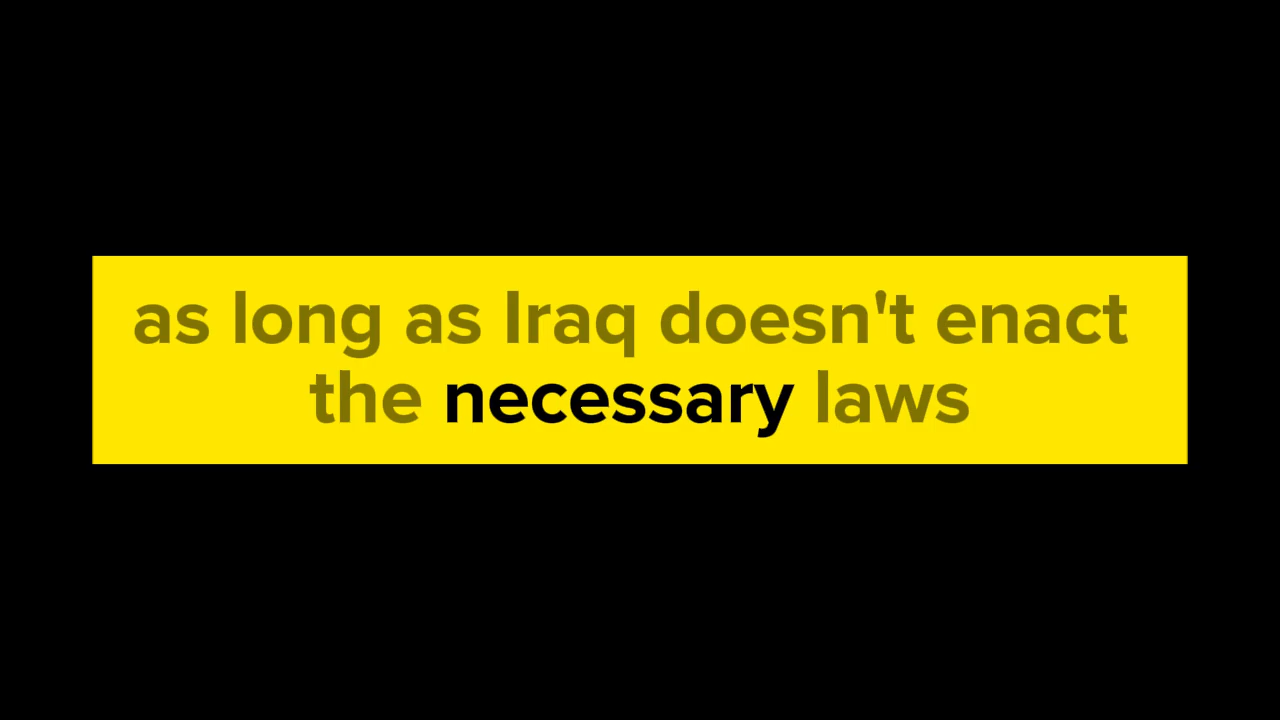 as long as Iraq doesn't enact
the necessary laws